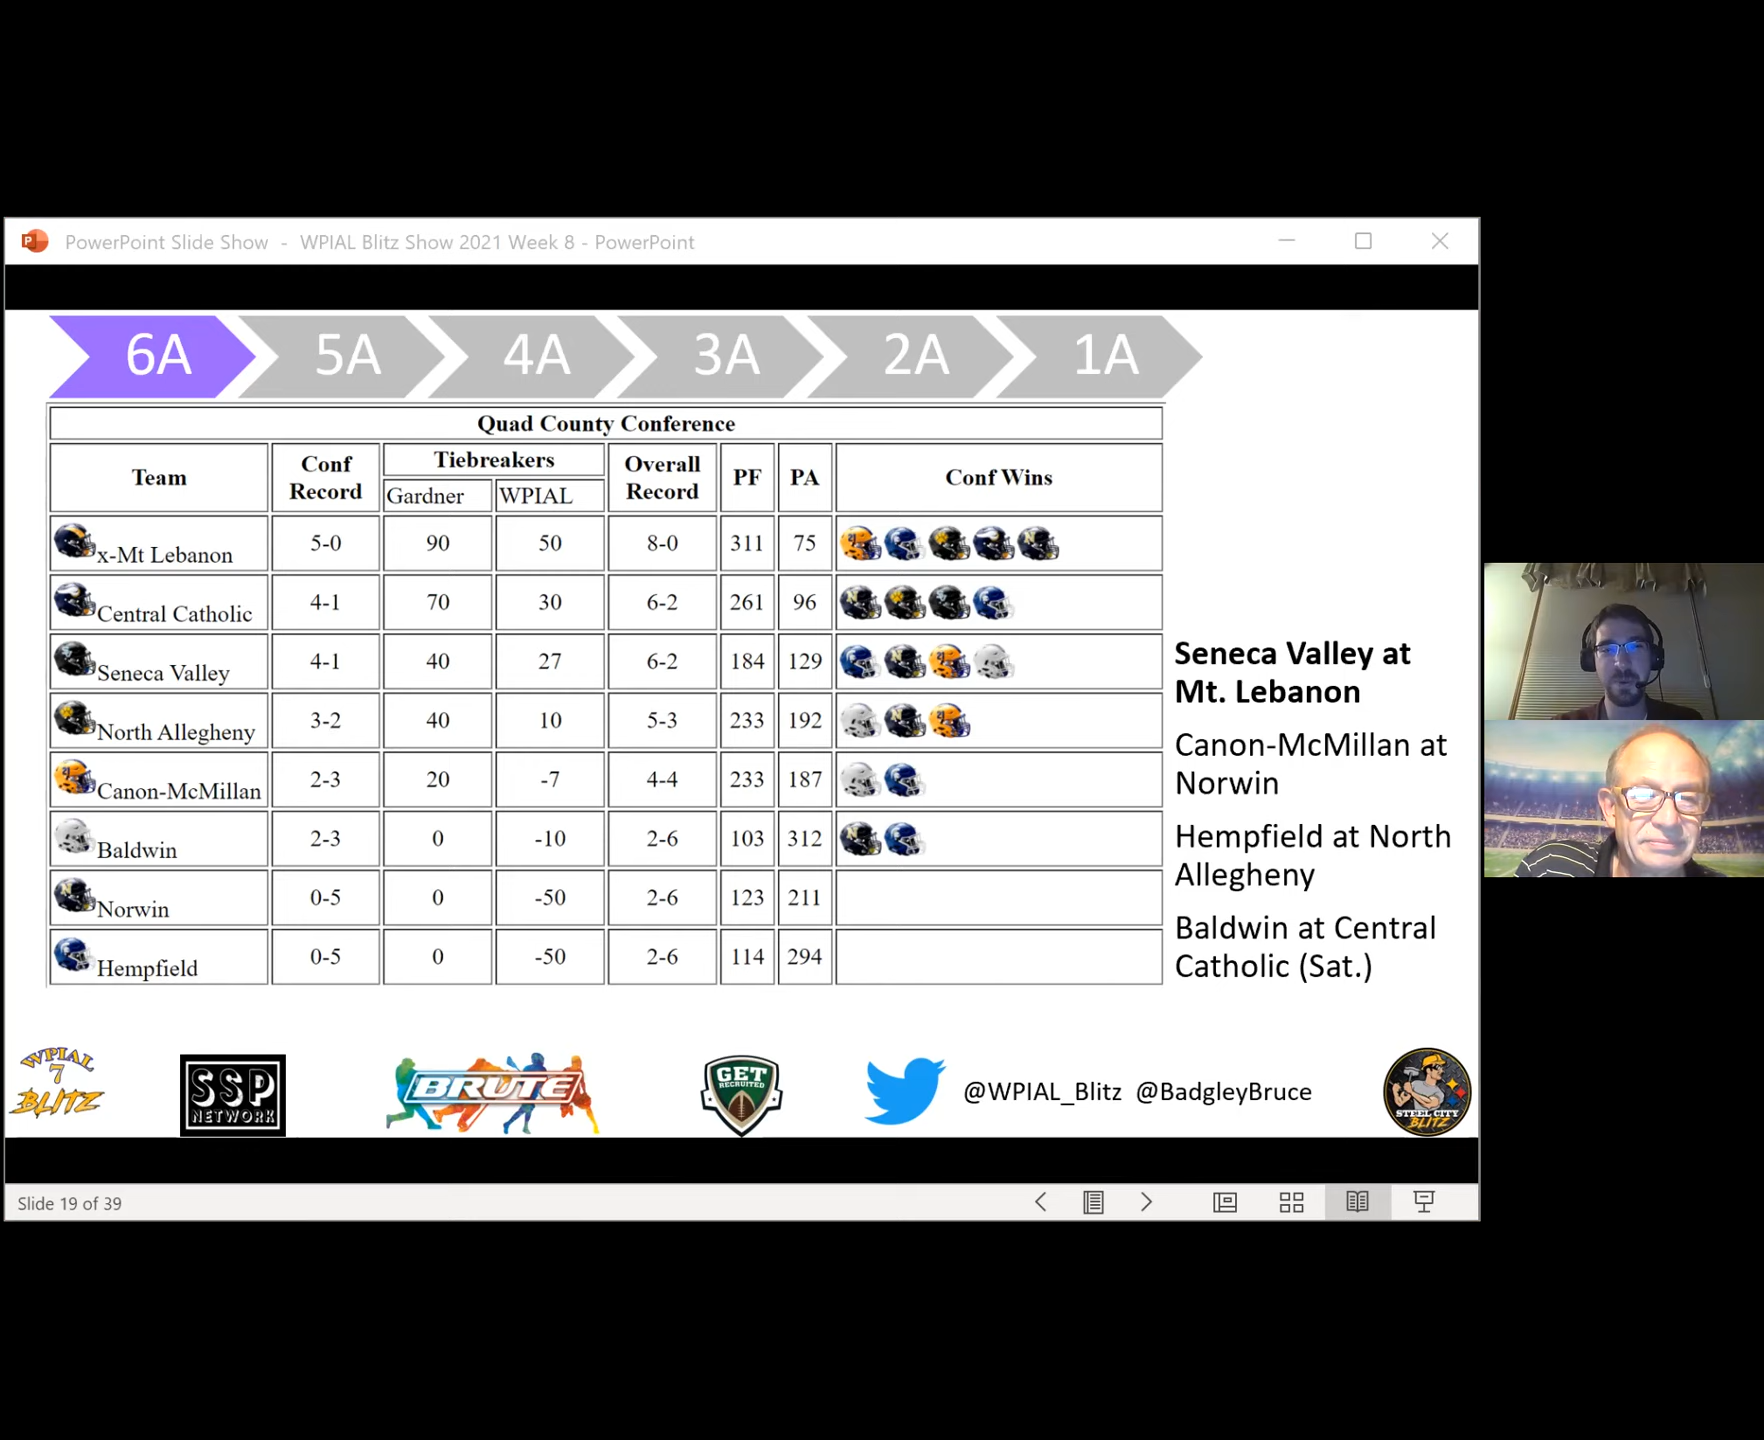 PowerPoint Slide Show - WPIAL Blitz Show 2021 Week 8 - PowerPoint
6A 5A 4A 3A 2A 1A
Quad County Conference
Team Conf Record Tiebreakers Overall Record PF PA Conf Wins
Gardner WPIAL
x-Mt Lebanon 5-0 90 50 8-0 311 75
Central Catholic 4-1 70 30 6-2 261 96
Seneca Valley 4-1 40 27 6-2 184 129
North Allegheny 3-2 40 10 5-3 233 192
Canon-McMillan 2-3 20 -7 4-4 233 187
Baldwin 2-3 0 -10 2-6 103 312
Norwin 0-5 0 -50 2-6 123 211
Hempfield 0-5 0 -50 2-6 114 294
Seneca Valley at
Mt. Lebanon
Canon-McMillan at
Norwin
Hempfield at North
Allegheny
Baldwin at Central
Catholic (Sat.)
WPIAL
7
BLITZ
SSP
NETWORK
BRUTE
GET
RECRUITED
@WPIAL_Blitz @BadgleyBruce
STEEL CITY
BLITZ
Slide 19 of 39